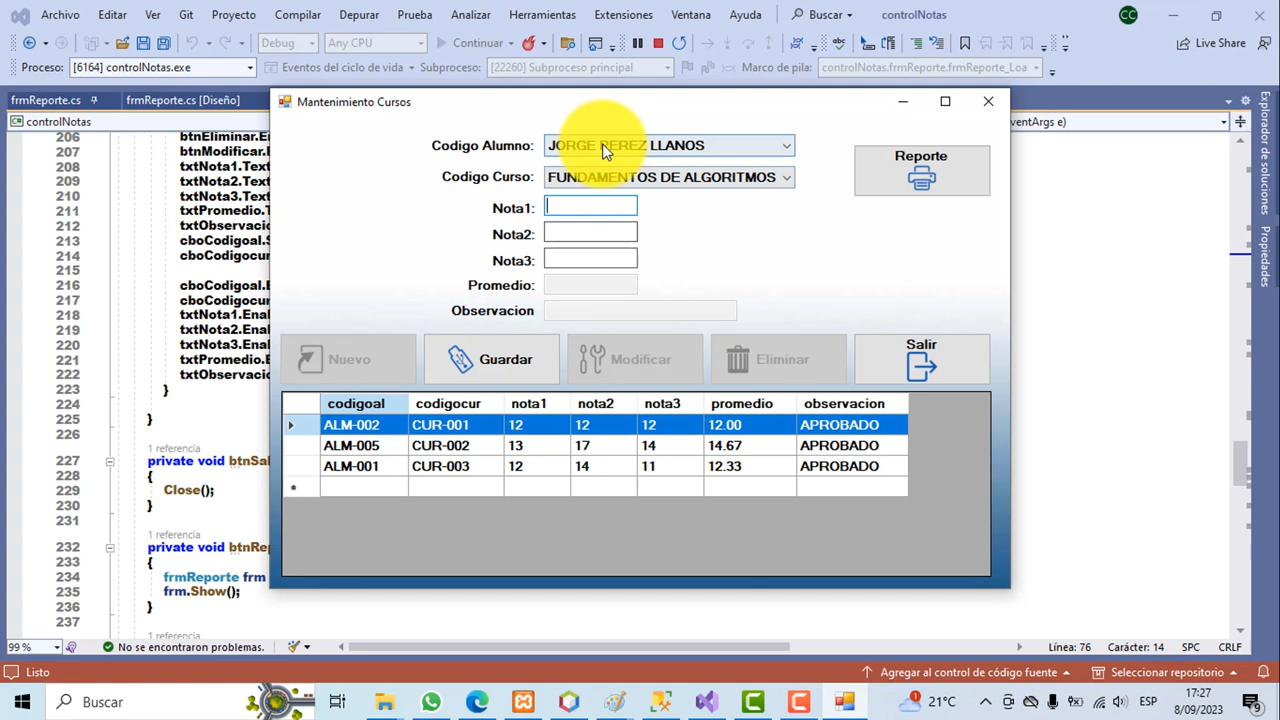 Archivo Editar Ver Git Proyecto Compilar Depurar Prueba Analizar Herramientas Extensiones Ventana Ayuda Buscar controlNotas CC
Debug Any CPU Continuar Live Share
Proceso: [6164] controlNotas.exe Eventos del ciclo de vida Subproceso: [22260] Subproceso principal Marco de pila: controlNotas.frmReporte.frmReporte_Loa
frmReporte.cs frmReporte.cs [Diseño]
controlNotas
ventArgs e)
Explorador de soluciones
Propiedades
206 btnEliminar.E
207 btnModificar.
208 txtNota1.Text
209 txtNota2.Text
210 txtNota3.Text
211 txtPromedio.T
212 txtObservacio
213 cboCodigoal.S
214 cboCodigocur.
215
216 cboCodigoal.E
217 cboCodigocur.
218 txtNota1.Enal
219 txtNota2.Enal
220 txtNota3.Enal
221 txtPromedio.E
222 txtObservacio
223 }
224
225 }
226
1 referencia
227 private void btnSal
228 {
229 Close();
230 }
231
1 referencia
232 private void btnRep
233 {
234 frmReporte frm
235 frm.Show();
236 }
237
1 referencia
Mantenimiento Cursos
Codigo Alumno: JORGE PEREZ LLANOS
Codigo Curso: FUNDAMENTOS DE ALGORITMOS
Nota1:
Nota2:
Nota3:
Promedio:
Observacion
Reporte
Nuevo Guardar Modificar Eliminar Salir
codigoal codigocur nota1 nota2 nota3 promedio observacion
ALM-002 CUR-001 12 12 12 12.00 APROBADO
ALM-005 CUR-002 13 17 14 14.67 APROBADO
ALM-001 CUR-003 12 14 11 12.33 APROBADO
*
99 % No se encontraron problemas. Línea: 76 Carácter: 14 SPC CRLF
Listo Agregar al control de código fuente Seleccionar repositorio
Buscar 1 21°C ESP 17:27
8/09/2023 9